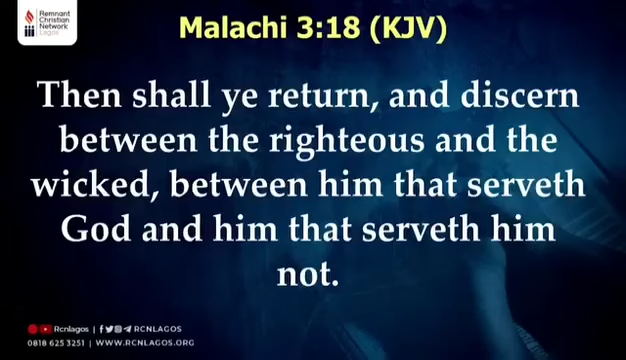 Remnant
Christian
Network
Lagos
Malachi 3:18 (KJV)
Then shall ye return, and discern
between the righteous and the
wicked, between him that serveth
God and him that serveth him
not.
Rcnlagos | RCNLAGOS
0818 625 3251 | WWW.RCNLAGOS.ORG